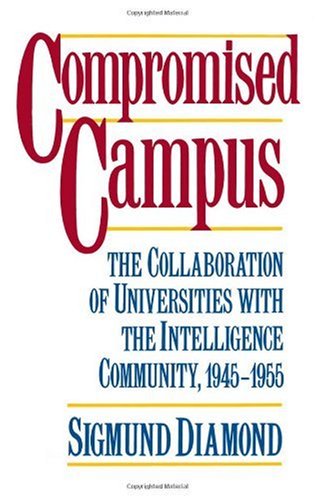 Compromised
Campus
THE COLLABORATION
OF UNIVERSITIES WITH
THE INTELLIGENCE
COMMUNITY, 1945–1955
SIGMUND DIAMOND